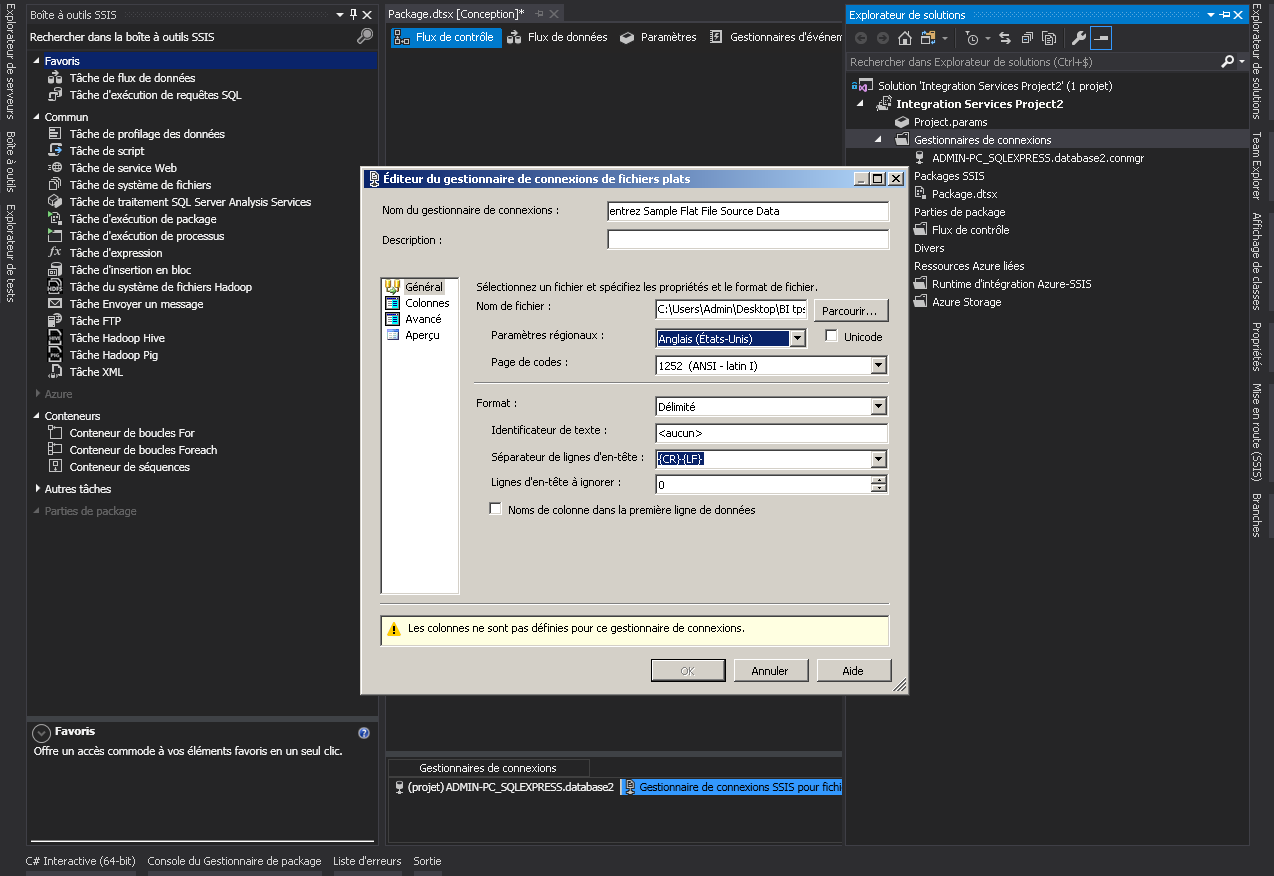 Explorateur de serveurs
Boîte à outils
Explorateur de tests
Boîte à outils SSIS
Rechercher dans la boîte à outils SSIS
Favoris
Tâche de flux de données
Tâche d'exécution de requêtes SQL
Commun
Tâche de profilage des données
Tâche de script
Tâche de service Web
Tâche de système de fichiers
Tâche de traitement SQL Server Analysis Services
Tâche d'exécution de package
Tâche d'exécution de processus
Tâche d'expression
Tâche d'insertion en bloc
Tâche du système de fichiers Hadoop
Tâche Envoyer un message
Tâche FTP
Tâche Hadoop Hive
Tâche Hadoop Pig
Tâche XML
Azure
Conteneurs
Conteneur de boucles For
Conteneur de boucles Foreach
Conteneur de séquences
Autres tâches
Parties de package
Favoris
Offre un accès commode à vos éléments favoris en un seul clic.
Package.dtsx [Conception]*
Flux de contrôle
Flux de données
Paramètres
Gestionnaires d'événem
Éditeur du gestionnaire de connexions de fichiers plats
Nom du gestionnaire de connexions :
entrez Sample Flat File Source Data
Description :
Général
Colonnes
Avancé
Aperçu
Sélectionnez un fichier et spécifiez les propriétés et le format de fichier.
Nom de fichier :
C:\Users\Admin\Desktop\BI tps
Parcourir...
Paramètres régionaux :
Anglais (États-Unis)
Unicode
Page de codes :
1252 (ANSI - latin I)
Format :
Délimité
Identificateur de texte :
<aucun>
Séparateur de lignes d'en-tête :
{CR}{LF}
Lignes d'en-tête à ignorer :
0
Noms de colonne dans la première ligne de données
Les colonnes ne sont pas définies pour ce gestionnaire de connexions.
OK
Annuler
Aide
Gestionnaires de connexions
(projet) ADMIN-PC_SQLEXPRESS.database2
Gestionnaire de connexions SSIS pour fichi
Explorateur de solutions
Rechercher dans Explorateur de solutions (Ctrl+$)
Solution 'Integration Services Project2' (1 projet)
Integration Services Project2
Project.params
Gestionnaires de connexions
ADMIN-PC_SQLEXPRESS.database2.conmgr
Packages SSIS
Package.dtsx
Parties de package
Flux de contrôle
Divers
Ressources Azure liées
Runtime d'intégration Azure-SSIS
Azure Storage
Explorateur de solutions
Team Explorer
Affichage de classes
Propriétés
Mise en route (SSIS)
Branches
C# Interactive (64-bit)
Console du Gestionnaire de package
Liste d'erreurs
Sortie